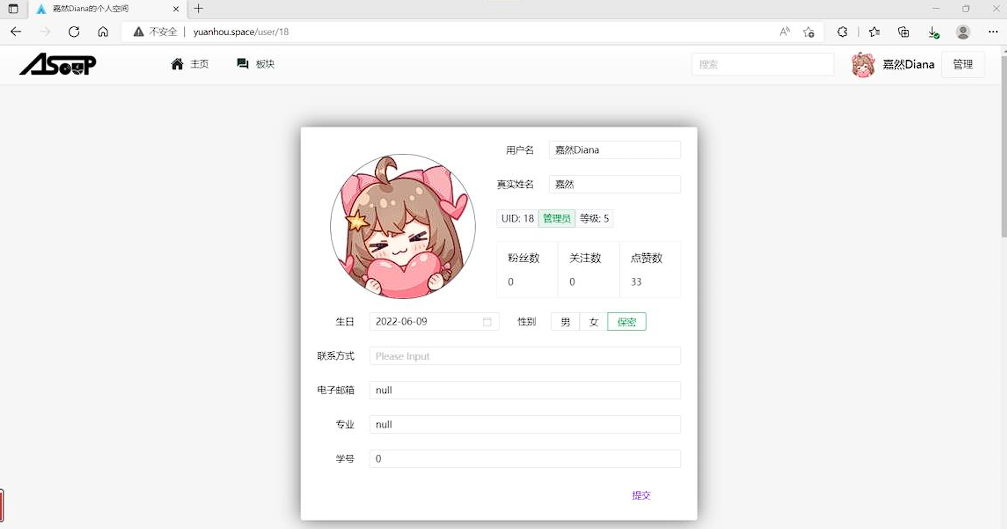 嘉然Diana的个人空间
不安全 | yuanhou.space/user/18
ASOUP 主页 板块 搜索 嘉然Diana 管理
用户名 嘉然Diana
真实姓名 嘉然
UID: 18 管理员 等级: 5
粉丝数 关注数 点赞数
0 0 33
生日 2022-06-09 性别 男 女 保密
联系方式 Please Input
电子邮箱 null
专业 null
学号 0
提交